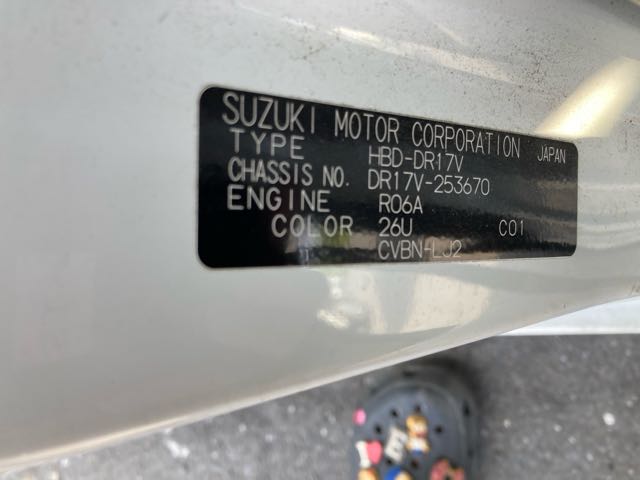 SUZUKI MOTOR CORPORATION JAPAN
TYPE HBD-DR17V
CHASSIS NO. DR17V-253670
ENGINE R06A
COLOR 26U C01
CVBN-LJ2